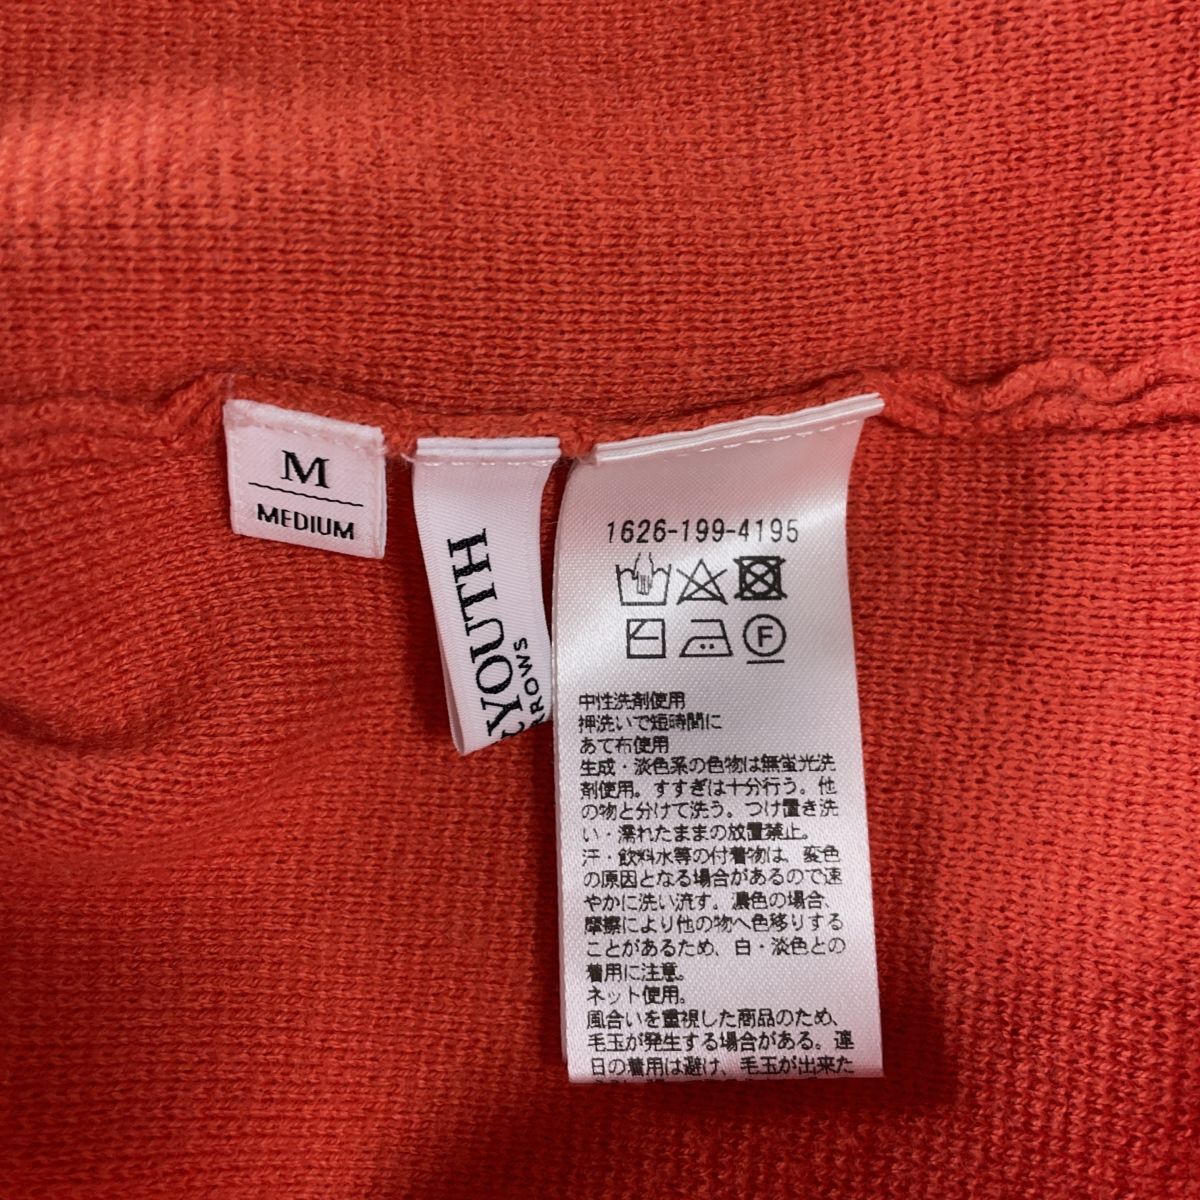 M
MEDIUM
YOUTH
ROWS
1626-199-4195
F
中性洗剤使用
押洗いで短時間に
あて布使用
生成・淡色系の色物は無蛍光洗
剤使用。すすぎは十分行う。他
の物と分けて洗う。つけ置き洗
い・濡れたままの放置禁止。
汗・飲料水等の付着物は、変色
の原因となる場合があるので速
やかに洗い流す。濃色の場合、
摩擦により他の物へ色移りする
ことがあるため、白・淡色との
着用に注意。
ネット使用。
風合いを重視した商品のため、
毛玉が発生する場合がある。連
日の着用は避け、毛玉が出来た